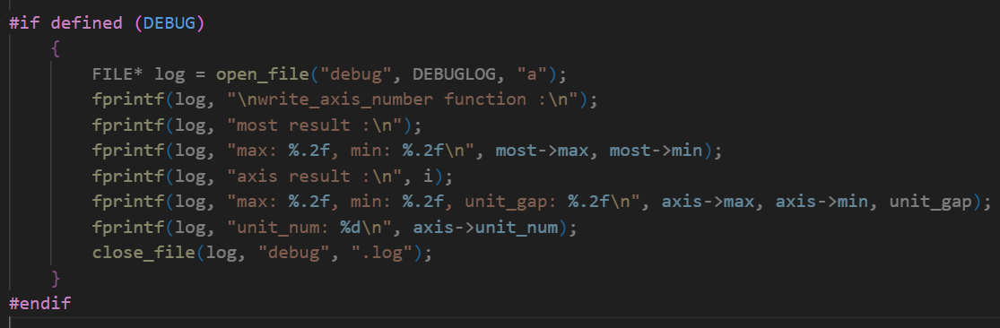 #if defined (DEBUG)
{
FILE* log = open_file("debug", DEBUGLOG, "a");
fprintf(log, "\nwrite_axis_number function :\n");
fprintf(log, "most result :\n");
fprintf(log, "max: %.2f, min: %.2f\n", most->max, most->min);
fprintf(log, "axis result :\n", i);
fprintf(log, "max: %.2f, min: %.2f, unit_gap: %.2f\n", axis->max, axis->min, unit_gap);
fprintf(log, "unit_num: %d\n", axis->unit_num);
close_file(log, "debug", ".log");
}
#endif